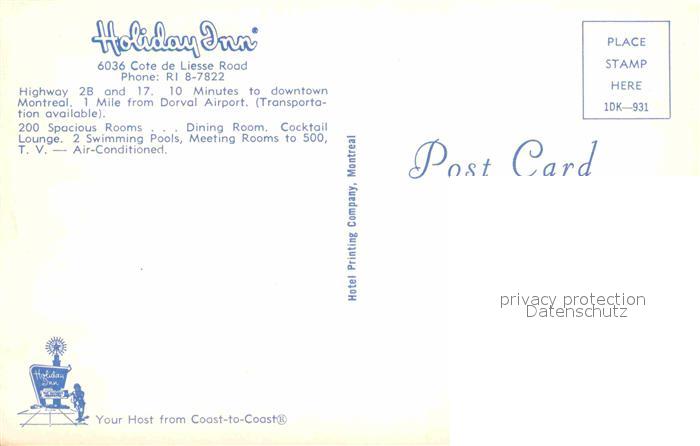 Holiday Inn®
6036 Cote de Liesse Road
Phone: RI 8-7822
Highway 2B and 17. 10 Minutes to downtown
Montreal. 1 Mile from Dorval Airport. (Transporta-
tion available).
200 Spacious Rooms . . . Dining Room. Cocktail
Lounge. 2 Swimming Pools, Meeting Rooms to 500,
T. V. — Air-Conditioned.
PLACE
STAMP
HERE
1DK—931
Post Card
Hotel Printing Company, Montreal
privacy protection
Datenschutz
Holiday
Inn
Your Host from Coast-to-Coast®